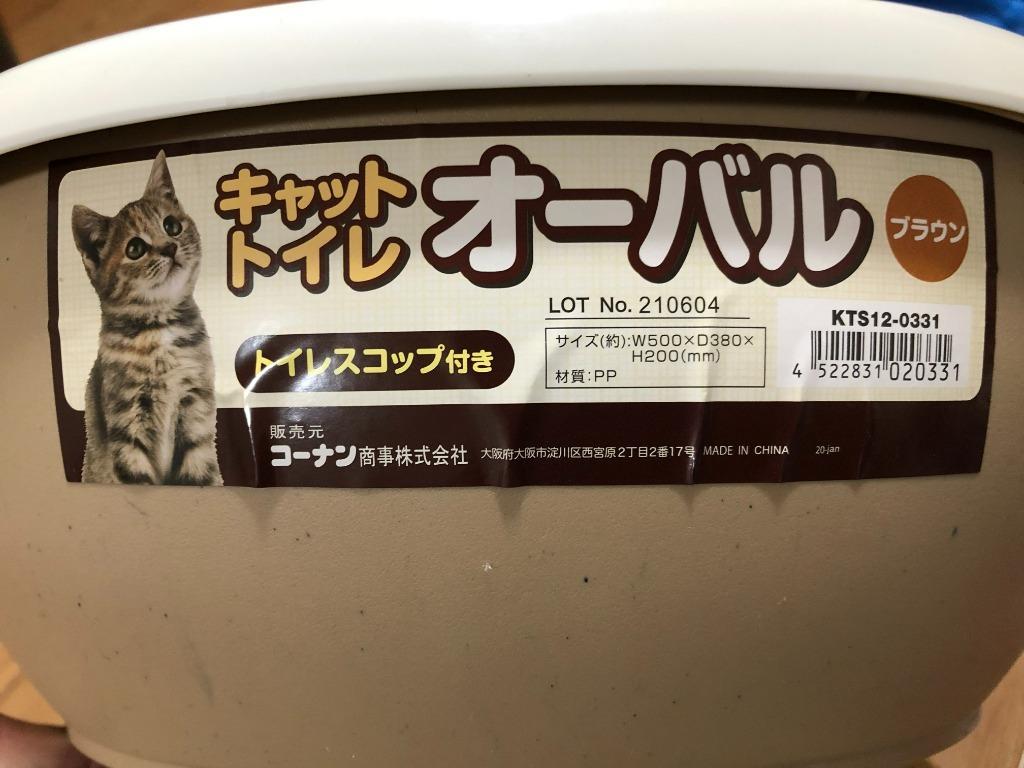 キャット
トイレ
オーバル
ブラウン
LOT No. 210604
トイレスコップ付き
サイズ(約):W500×D380×
H200(mm)
材質:PP
KTS12-0331
4 522831 020331
販売元
コーナン商事株式会社 大阪府大阪市淀川区西宮原2丁目2番17号 MADE IN CHINA 20-jan